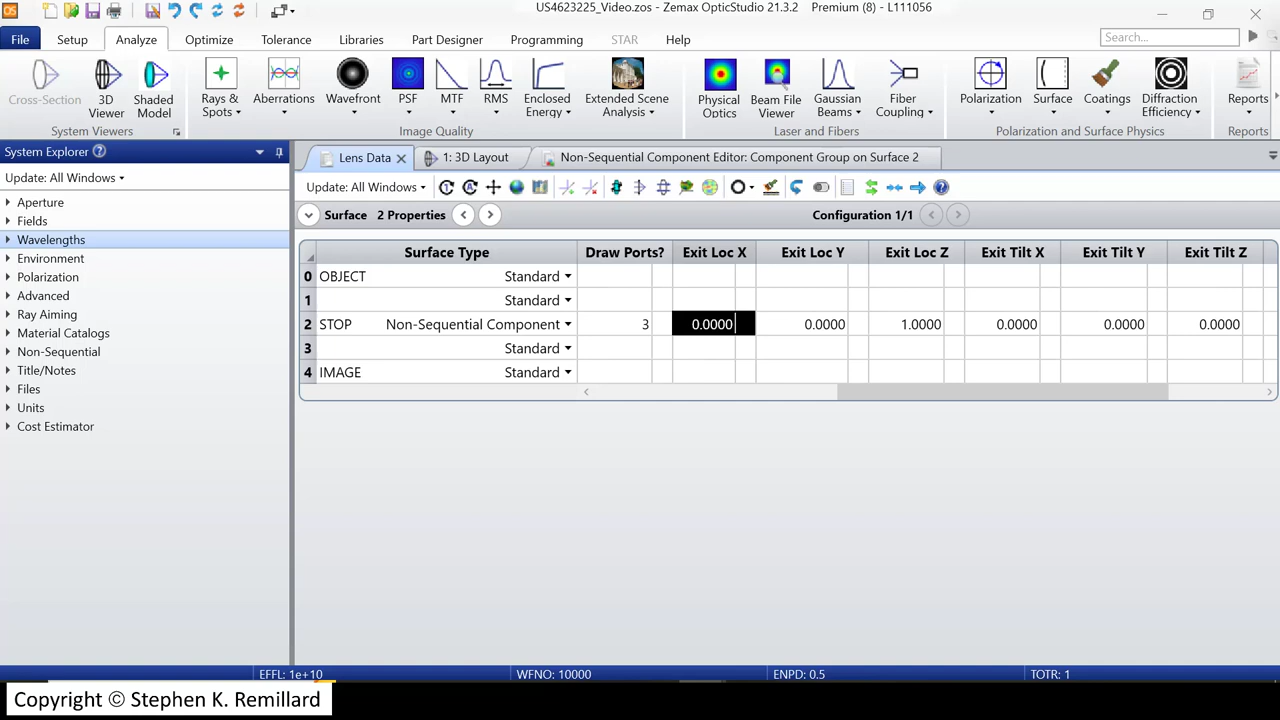 OS
US4623225_Video.zos - Zemax OpticStudio 21.3.2 Premium (8) - L111056
File Setup Analyze Optimize Tolerance Libraries Part Designer Programming STAR Help Search...
Cross-Section
3D Viewer
Shaded Model
Rays & Spots
Aberrations
Wavefront
PSF
MTF
RMS
Enclosed Energy
Extended Scene Analysis
Physical Optics
Beam File Viewer
Gaussian Beams
Fiber Coupling
Polarization
Surface
Coatings
Diffraction Efficiency
Reports
System Viewers Image Quality Laser and Fibers Polarization and Surface Physics Reports
System Explorer ?
Update: All Windows
Aperture
Fields
Wavelengths
Environment
Polarization
Advanced
Ray Aiming
Material Catalogs
Non-Sequential
Title/Notes
Files
Units
Cost Estimator
Lens Data 1: 3D Layout Non-Sequential Component Editor: Component Group on Surface 2
Update: All Windows
Surface 2 Properties Configuration 1/1
Surface Type Draw Ports? Exit Loc X Exit Loc Y Exit Loc Z Exit Tilt X Exit Tilt Y Exit Tilt Z
0 OBJECT Standard
1 Standard
2 STOP Non-Sequential Component 3 0.0000 0.0000 1.0000 0.0000 0.0000 0.0000
3 Standard
4 IMAGE Standard
EFFL: 1e+10 WFNO: 10000 ENPD: 0.5 TOTR: 1
Copyright © Stephen K. Remillard